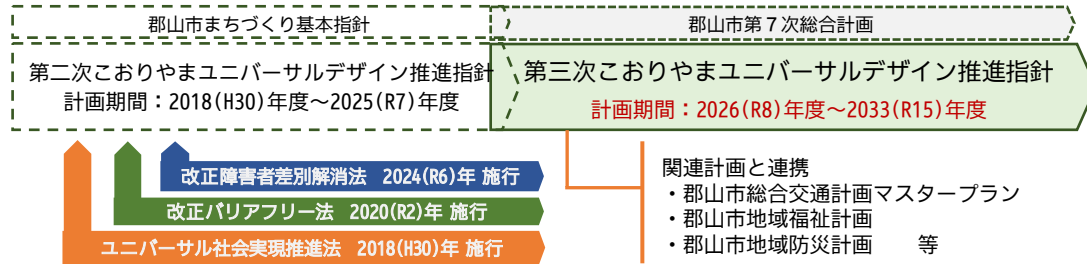 郡山市まちづくり基本指針
郡山市第７次総合計画
第二次こおりやまユニバーサルデザイン推進指針
計画期間：2018(H30)年度～2025(R7)年度
第三次こおりやまユニバーサルデザイン推進指針
計画期間：2026(R8)年度～2033(R15)年度
改正障害者差別解消法　2024(R6)年 施行
改正バリアフリー法　2020(R2)年 施行
ユニバーサル社会実現推進法　2018(H30)年 施行
関連計画と連携
・郡山市総合交通計画マスタープラン
・郡山市地域福祉計画
・郡山市地域防災計画　　等